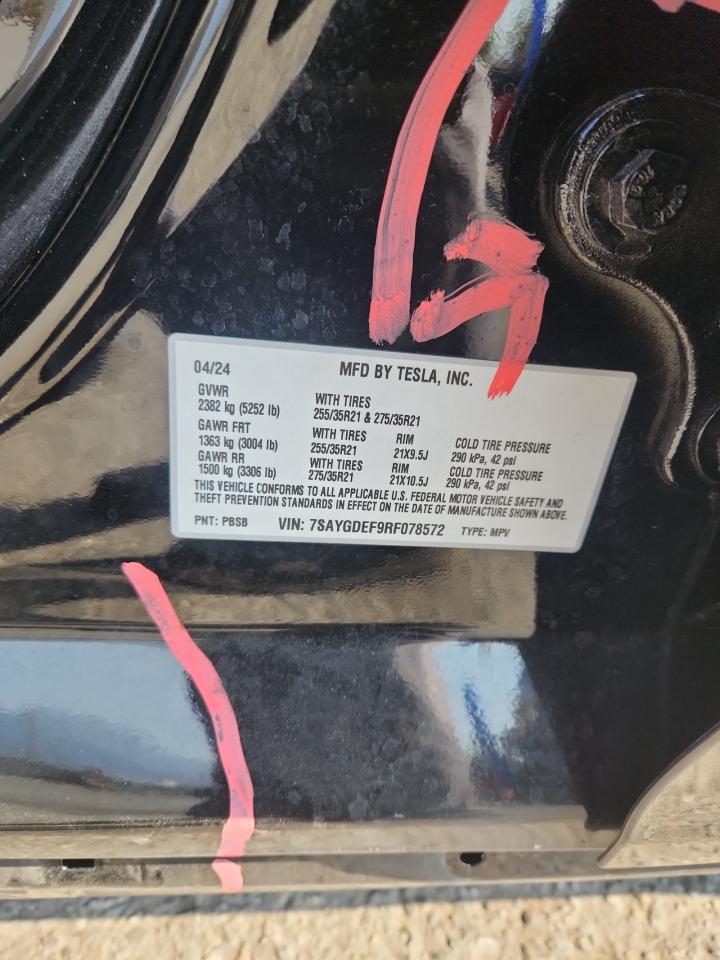 04/24 MFD BY TESLA, INC.
GVWR
2382 kg (5252 lb) WITH TIRES
255/35R21 & 275/35R21
GAWR FRT
1363 kg (3004 lb) WITH TIRES
255/35R21 RIM
21X9.5J COLD TIRE PRESSURE
290 kPa, 42 psi
GAWR RR
1500 kg (3306 lb) WITH TIRES
275/35R21 RIM
21X10.5J COLD TIRE PRESSURE
290 kPa, 42 psi
THIS VEHICLE CONFORMS TO ALL APPLICABLE U.S. FEDERAL MOTOR VEHICLE SAFETY AND
THEFT PREVENTION STANDARDS IN EFFECT ON THE DATE OF MANUFACTURE SHOWN ABOVE.
PNT: PBSB VIN: 7SAYGDEF9RF078572 TYPE: MPV